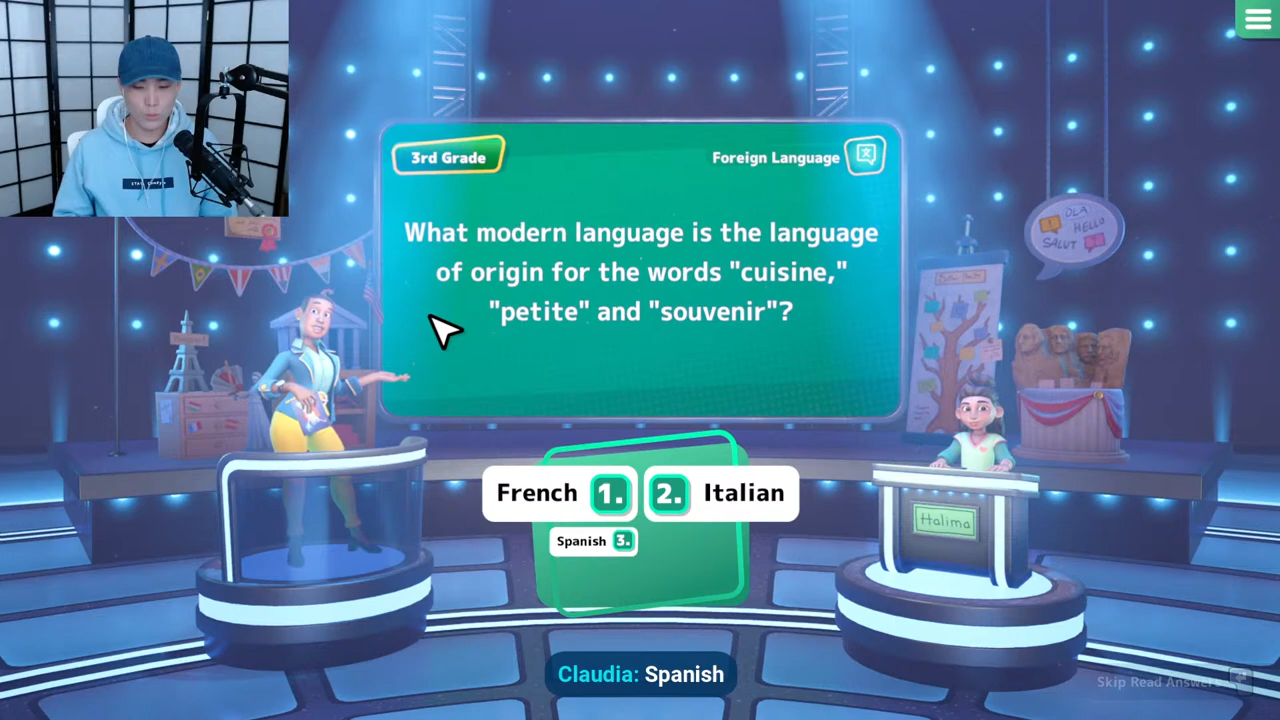 3rd Grade
Foreign Language
What modern language is the language
of origin for the words "cuisine,"
"petite" and "souvenir"?
OLA
HELLO
SALUT
French 1.
2. Italian
Spanish 3.
Halima
Claudia: Spanish
Skip Read Answers